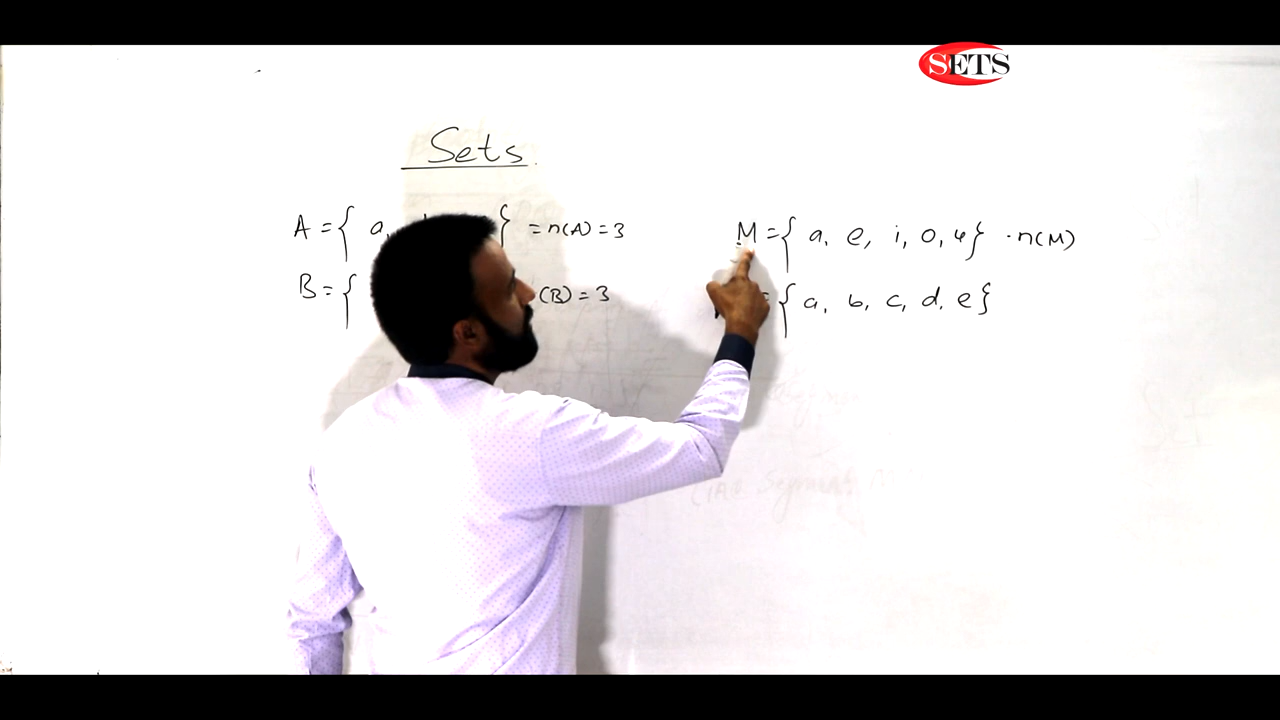 SETS
Sets.
A = { a, } = n(A) = 3
B = { (B) = 3
M = { a, e, i, o, u } · n(M)
= { a, b, c, d, e }